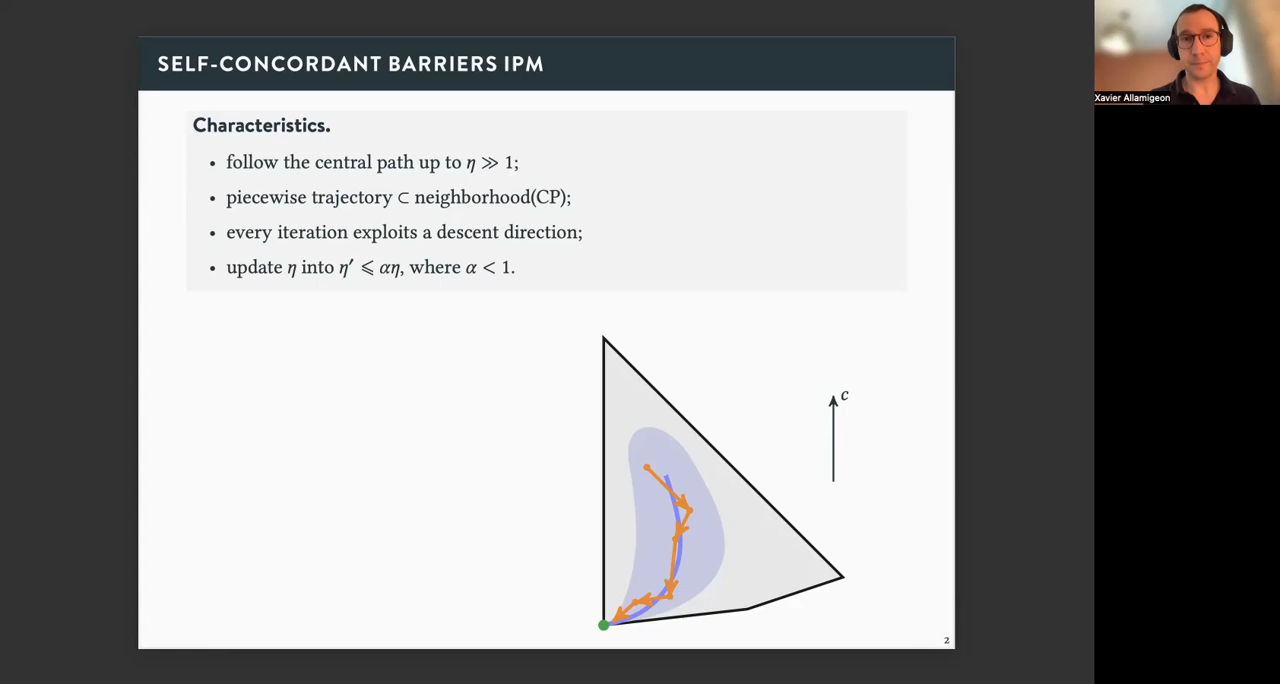 SELF-CONCORDANT BARRIERS IPM
Characteristics.
• follow the central path up to η ≫ 1;
• piecewise trajectory ⊂ neighborhood(CP);
• every iteration exploits a descent direction;
• update η into η′ ⩽ αη, where α < 1.
c
2
Xavier Allamigeon